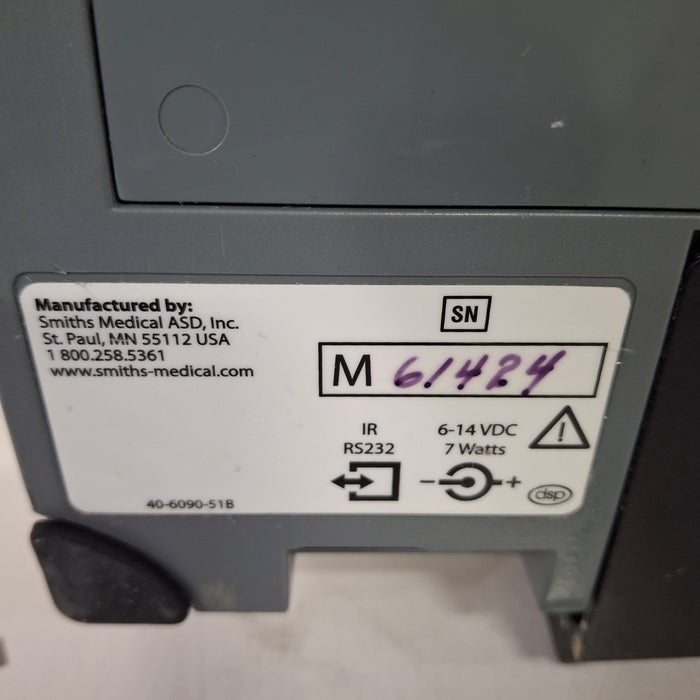 Manufactured by:
Smiths Medical ASD, Inc.
St. Paul, MN 55112 USA
1 800.258.5361
www.smiths-medical.com
SN
M 61424
IR
RS232
6-14 VDC
7 Watts
− +
dsp
40-6090-51B